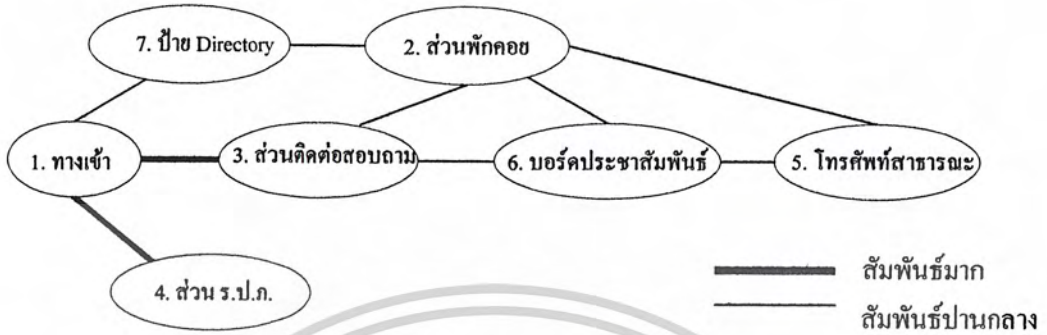 7. ป้าย Directory
2. ส่วนพักคอย
1. ทางเข้า
3. ส่วนติดต่อสอบถาม
6. บอร์ดประชาสัมพันธ์
5. โทรศัพท์สาธารณะ
4. ส่วน ร.ป.ภ.
สัมพันธ์มาก
สัมพันธ์ปานกลาง